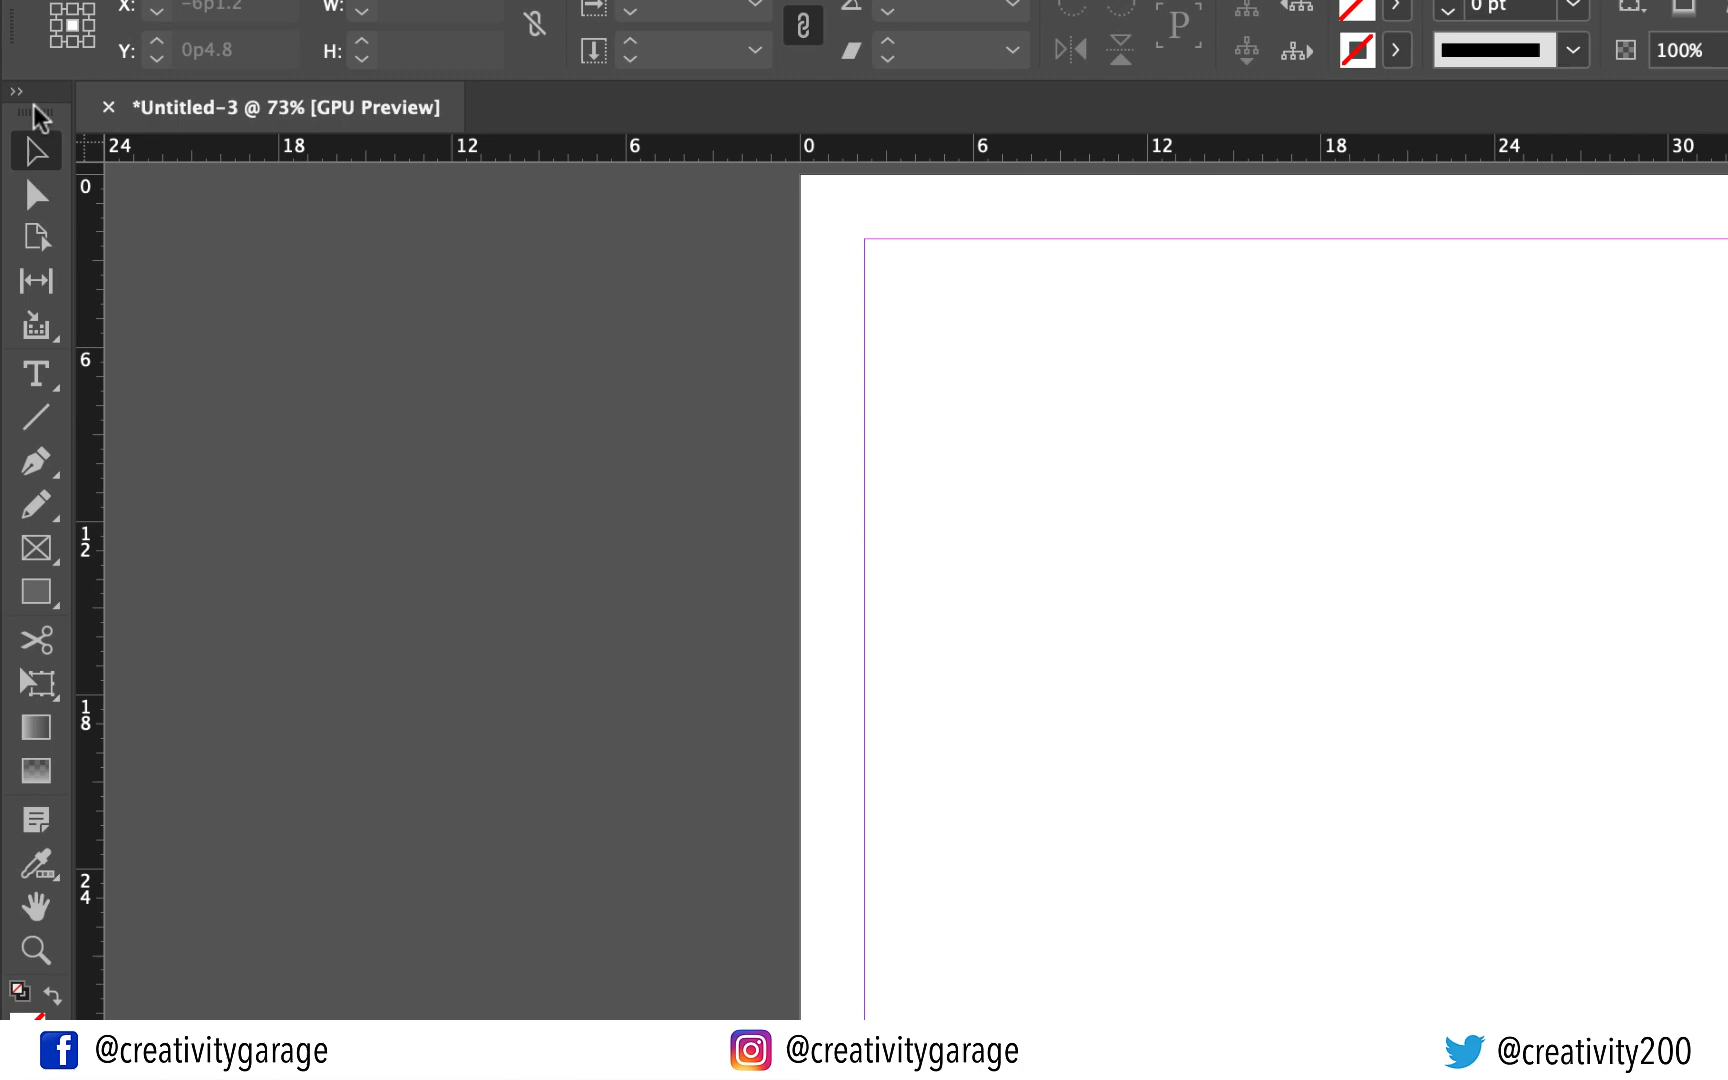 X: -6p1.2 W: 0 pt
Y: 0p4.8 H: P 100%
*Untitled-3 @ 73% [GPU Preview]
24 18 12 6 0 6 12 18 24 30
0
6
12
18
24
T
@creativitygarage @creativitygarage @creativity200